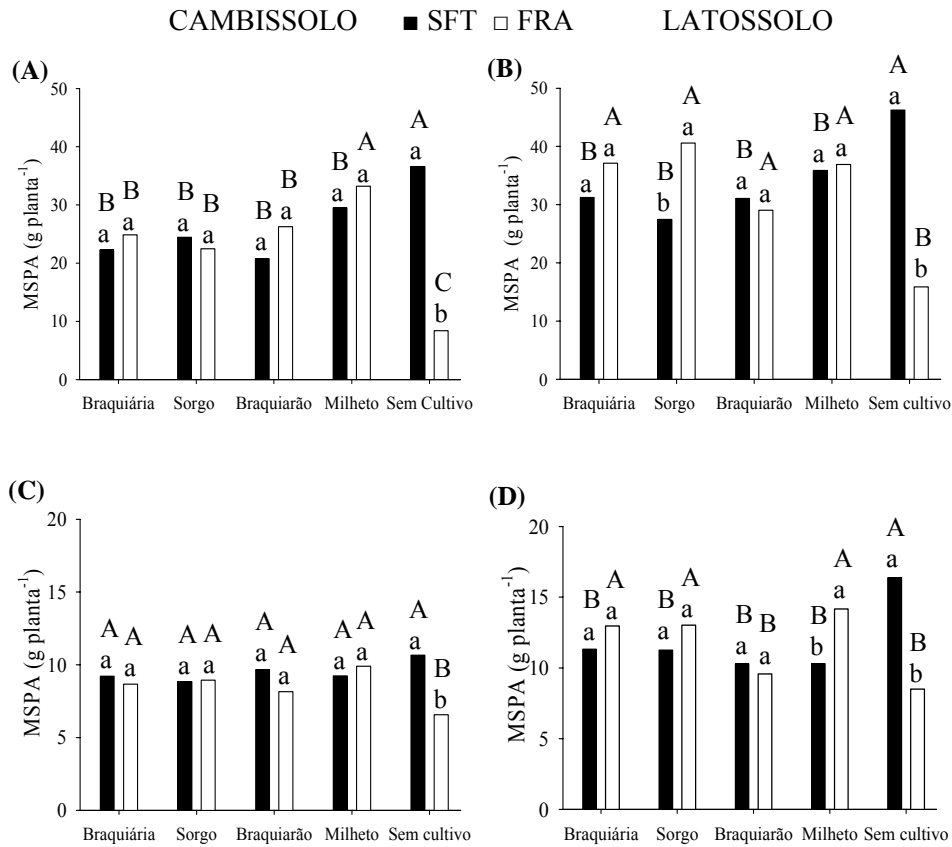 CAMBISSOLO ■ SFT □ FRA LATOSSOLO
(A)
MSPA (g planta⁻¹)
50
40
30
20
10
0
B B B B B B B A A C
a a a a a a a a a b
Braquiária Sorgo Braquiarão Milheto Sem Cultivo
(B)
MSPA (g planta⁻¹)
50
40
30
20
10
0
B A B A B A B A A B
a a b a a a a a a b
Braquiária Sorgo Braquiarão Milheto Sem cultivo
(C)
MSPA (g planta⁻¹)
20
15
10
5
0
A A A A A A A A A B
a a a a a a a a a b
Braquiária Sorgo Braquiarão Milheto Sem cultivo
(D)
MSPA (g planta⁻¹)
20
15
10
5
0
B A B A B B B A A B
a a a a a a b a a b
Braquiária Sorgo Braquiarão Milheto Sem cultivo